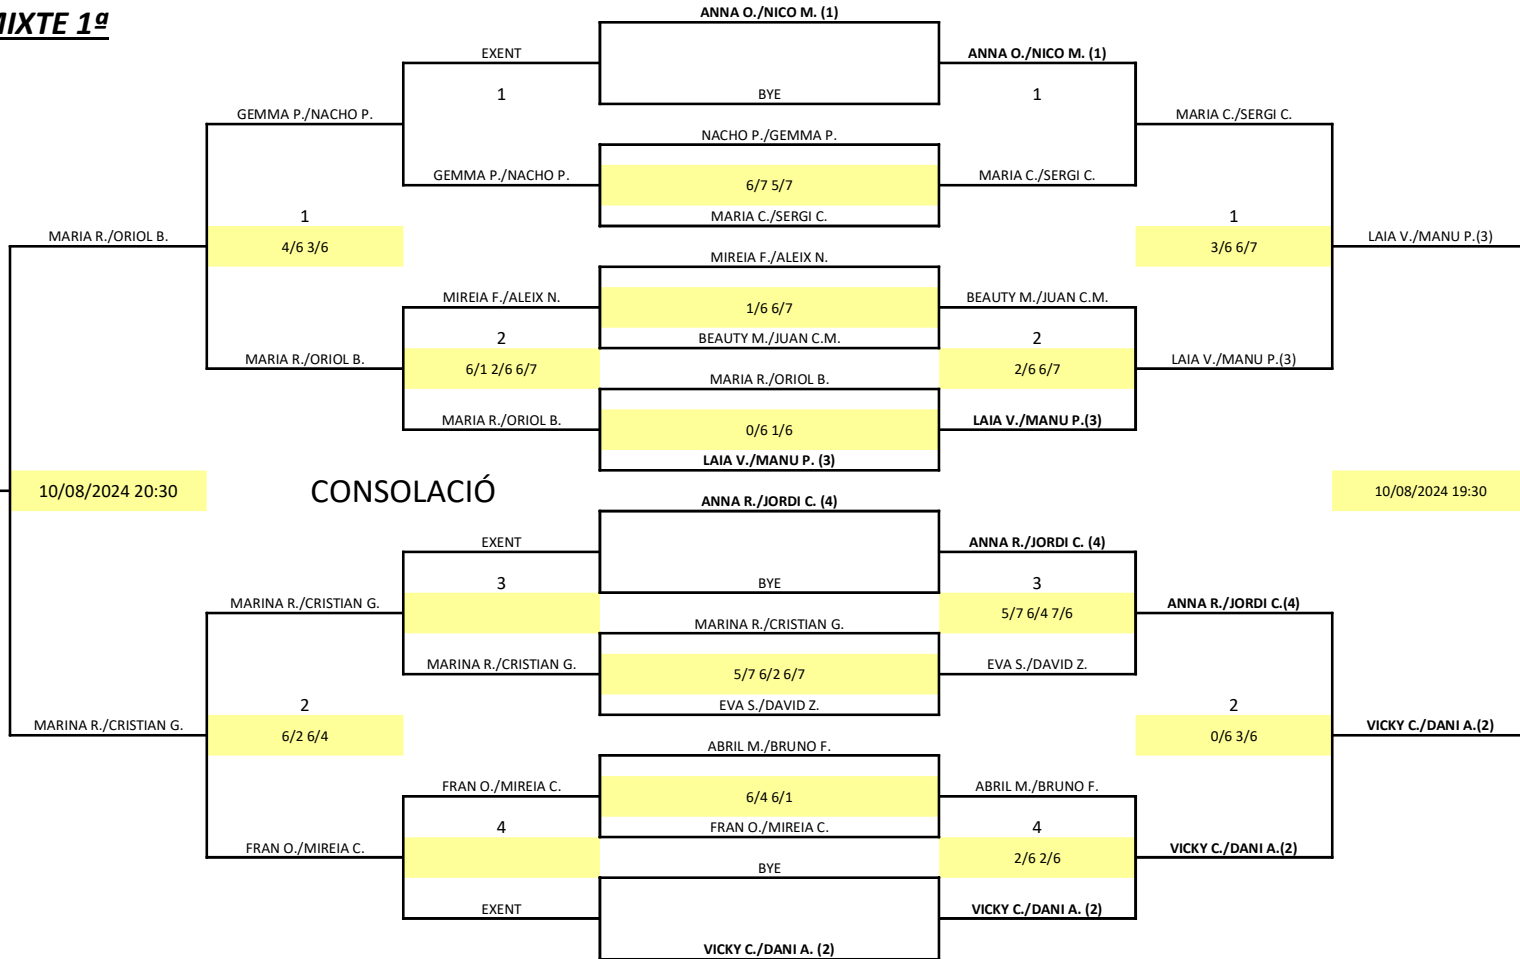 MIXTE 1ª
ANNA O./NICO M. (1)
EXENT
ANNA O./NICO M. (1)
1
BYE
1
GEMMA P./NACHO P.
MARIA C./SERGI C.
NACHO P./GEMMA P.
GEMMA P./NACHO P.
6/7 5/7
MARIA C./SERGI C.
1
MARIA C./SERGI C.
1
MARIA R./ORIOL B.
4/6 3/6
3/6 6/7
LAIA V./MANU P.(3)
MIREIA F./ALEIX N.
MIREIA F./ALEIX N.
1/6 6/7
BEAUTY M./JUAN C.M.
2
BEAUTY M./JUAN C.M.
2
MARIA R./ORIOL B.
6/1 2/6 6/7
2/6 6/7
LAIA V./MANU P.(3)
MARIA R./ORIOL B.
MARIA R./ORIOL B.
0/6 1/6
LAIA V./MANU P.(3)
LAIA V./MANU P. (3)
10/08/2024 20:30
CONSOLACIÓ
10/08/2024 19:30
ANNA R./JORDI C. (4)
EXENT
ANNA R./JORDI C. (4)
3
BYE
3
MARINA R./CRISTIAN G.
5/7 6/4 7/6
ANNA R./JORDI C.(4)
MARINA R./CRISTIAN G.
MARINA R./CRISTIAN G.
5/7 6/2 6/7
EVA S./DAVID Z.
2
EVA S./DAVID Z.
2
MARINA R./CRISTIAN G.
6/2 6/4
0/6 3/6
VICKY C./DANI A.(2)
ABRIL M./BRUNO F.
FRAN O./MIREIA C.
6/4 6/1
ABRIL M./BRUNO F.
4
FRAN O./MIREIA C.
4
FRAN O./MIREIA C.
2/6 2/6
VICKY C./DANI A.(2)
BYE
EXENT
VICKY C./DANI A. (2)
VICKY C./DANI A. (2)